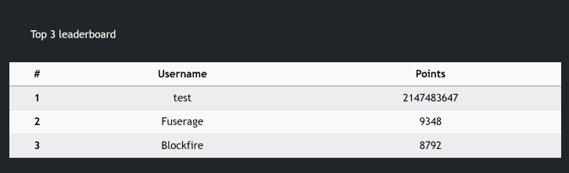 Top 3 leaderboard
# Username Points
1 test 2147483647
2 Fuserage 9348
3 Blockfire 8792